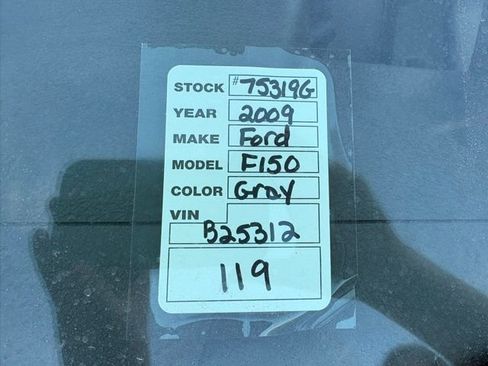 STOCK #75319G
YEAR 2009
MAKE Ford
MODEL F150
COLOR Gray
VIN
B25312
119